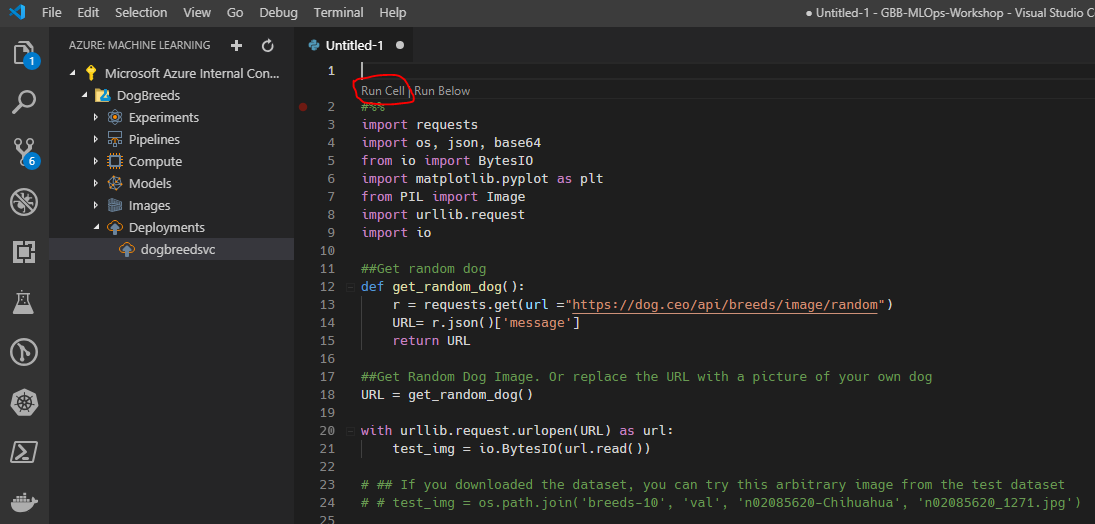 File Edit Selection View Go Debug Terminal Help ● Untitled-1 - GBB-MLOps-Workshop - Visual Studio C
AZURE: MACHINE LEARNING
Microsoft Azure Internal Con...
DogBreeds
Experiments
Pipelines
Compute
Models
Images
Deployments
dogbreedsvc
1
6
Untitled-1 ●
1
Run Cell | Run Below
2 #%%
3 import requests
4 import os, json, base64
5 from io import BytesIO
6 import matplotlib.pyplot as plt
7 from PIL import Image
8 import urllib.request
9 import io
10
11 ##Get random dog
12 def get_random_dog():
13 r = requests.get(url ="https://dog.ceo/api/breeds/image/random")
14 URL= r.json()['message']
15 return URL
16
17 ##Get Random Dog Image. Or replace the URL with a picture of your own dog
18 URL = get_random_dog()
19
20 with urllib.request.urlopen(URL) as url:
21 test_img = io.BytesIO(url.read())
22
23 # ## If you downloaded the dataset, you can try this arbitrary image from the test dataset
24 # # test_img = os.path.join('breeds-10', 'val', 'n02085620-Chihuahua', 'n02085620_1271.jpg')
25